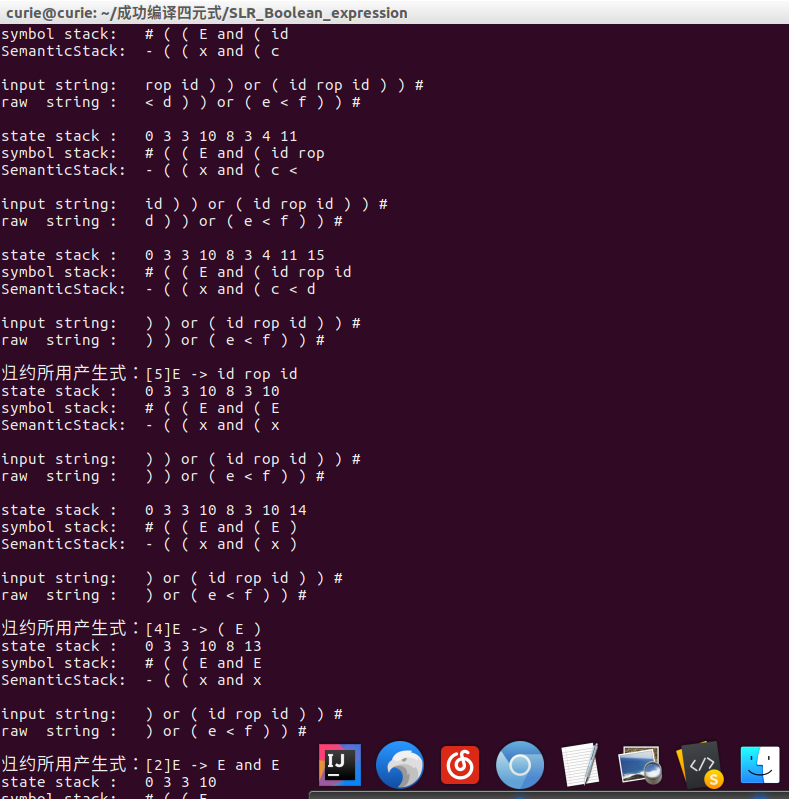 curie@curie: ~/成功编译四元式/SLR_Boolean_expression
symbol stack: # ( ( E and ( id
SemanticStack: - ( ( x and ( c
input string: rop id ) ) or ( id rop id ) ) #
raw string : < d ) ) or ( e < f ) ) #
state stack : 0 3 3 10 8 3 4 11
symbol stack: # ( ( E and ( id rop
SemanticStack: - ( ( x and ( c <
input string: id ) ) or ( id rop id ) ) #
raw string : d ) ) or ( e < f ) ) #
state stack : 0 3 3 10 8 3 4 11 15
symbol stack: # ( ( E and ( id rop id
SemanticStack: - ( ( x and ( c < d
input string: ) ) or ( id rop id ) ) #
raw string : ) ) or ( e < f ) ) #
归约所用产生式：[5]E -> id rop id
state stack : 0 3 3 10 8 3 10
symbol stack: # ( ( E and ( E
SemanticStack: - ( ( x and ( x
input string: ) ) or ( id rop id ) ) #
raw string : ) ) or ( e < f ) ) #
state stack : 0 3 3 10 8 3 10 14
symbol stack: # ( ( E and ( E )
SemanticStack: - ( ( x and ( x )
input string: ) or ( id rop id ) ) #
raw string : ) or ( e < f ) ) #
归约所用产生式：[4]E -> ( E )
state stack : 0 3 3 10 8 13
symbol stack: # ( ( E and E
SemanticStack: - ( ( x and x
input string: ) or ( id rop id ) ) #
raw string : ) or ( e < f ) ) #
归约所用产生式：[2]E -> E and E
state stack : 0 3 3 10
symbol stack: # ( ( E
IJ
</>
S